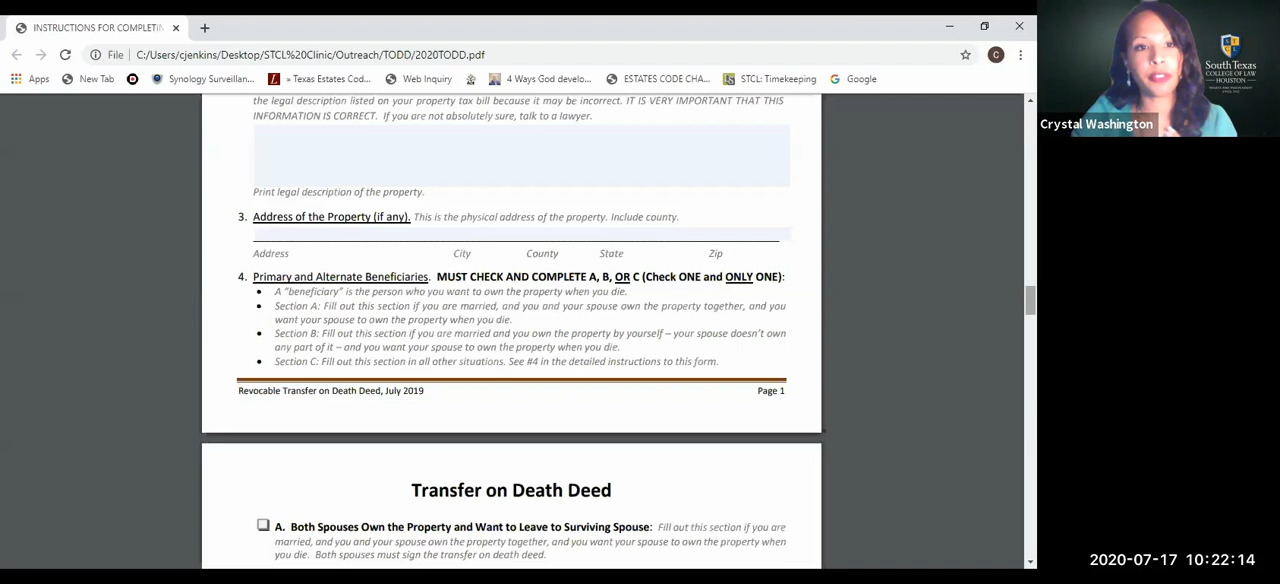 INSTRUCTIONS FOR COMPLETIN
File C:/Users/cjenkins/Desktop/STCL%20Clinic/Outreach/TODD/2020TODD.pdf
C
Apps New Tab Synology Surveillan... » Texas Estates Cod... Web Inquiry 4 Ways God develo... ESTATES CODE CHA... STCL: Timekeeping Google
South Texas
COLLEGE OF LAW
HOUSTON
Crystal Washington
the legal description listed on your property tax bill because it may be incorrect. IT IS VERY IMPORTANT THAT THIS
INFORMATION IS CORRECT. If you are not absolutely sure, talk to a lawyer.
Print legal description of the property.
3. Address of the Property (if any). This is the physical address of the property. Include county.
Address City County State Zip
4. Primary and Alternate Beneficiaries. MUST CHECK AND COMPLETE A, B, OR C (Check ONE and ONLY ONE):
• A “beneficiary” is the person who you want to own the property when you die.
• Section A: Fill out this section if you are married, and you and your spouse own the property together, and you
want your spouse to own the property when you die.
• Section B: Fill out this section if you are married and you own the property by yourself – your spouse doesn’t own
any part of it – and you want your spouse to own the property when you die.
• Section C: Fill out this section in all other situations. See #4 in the detailed instructions to this form.
Revocable Transfer on Death Deed, July 2019 Page 1
Transfer on Death Deed
A. Both Spouses Own the Property and Want to Leave to Surviving Spouse: Fill out this section if you are
married, and you and your spouse own the property together, and you want your spouse to own the property when
you die. Both spouses must sign the transfer on death deed.
2020-07-17 10:22:14